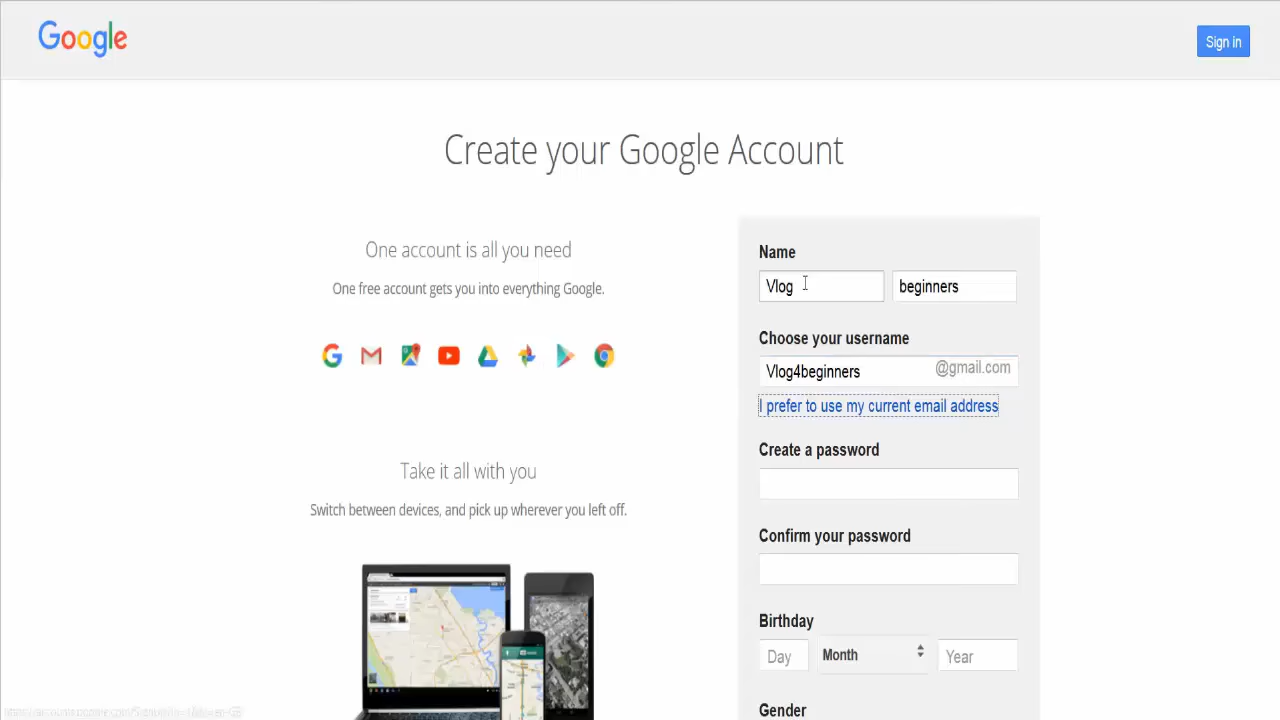 Google
Sign in
Create your Google Account
One account is all you need
One free account gets you into everything Google.
Take it all with you
Switch between devices, and pick up wherever you left off.
Name
Vlog beginners
Choose your username
Vlog4beginners @gmail.com
I prefer to use my current email address
Create a password
Confirm your password
Birthday
Day Month Year
Gender